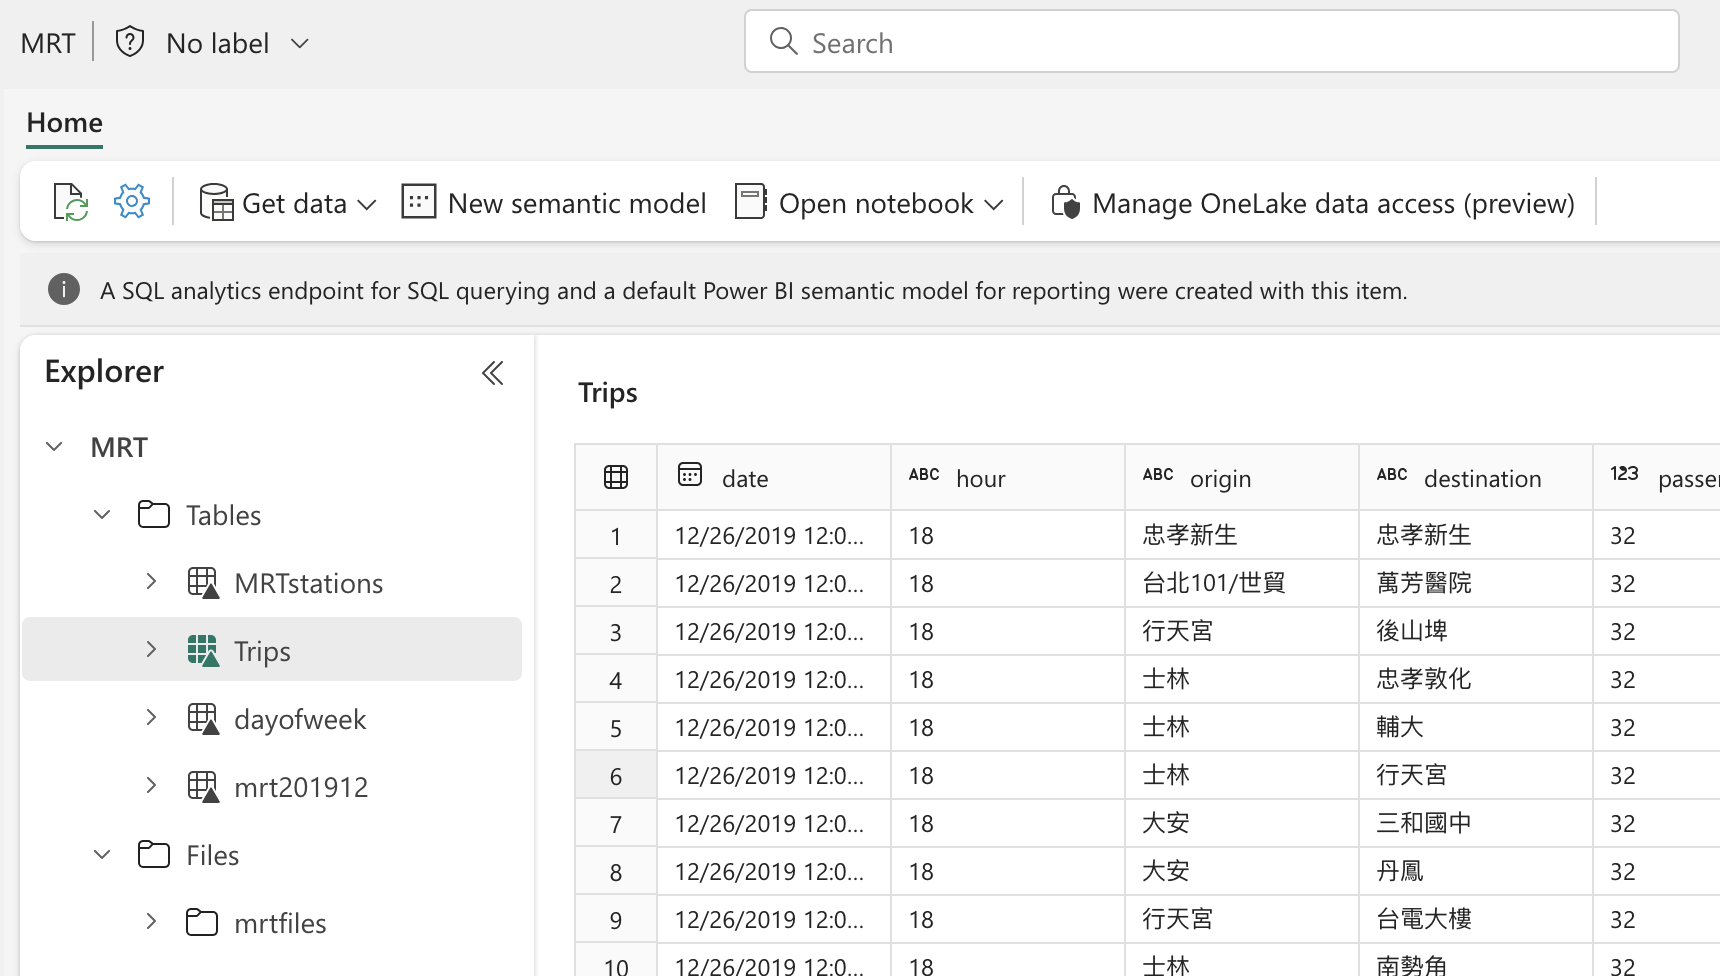 MRT No label Search
Home
Get data New semantic model Open notebook Manage OneLake data access (preview)
A SQL analytics endpoint for SQL querying and a default Power BI semantic model for reporting were created with this item.
Explorer
MRT
Tables
MRTstations
Trips
dayofweek
mrt201912
Files
mrtfiles
Trips
date ABC hour ABC origin ABC destination 123 passe
1 12/26/2019 12:0... 18 忠孝新生 忠孝新生 32
2 12/26/2019 12:0... 18 台北101/世貿 萬芳醫院 32
3 12/26/2019 12:0... 18 行天宮 後山埤 32
4 12/26/2019 12:0... 18 士林 忠孝敦化 32
5 12/26/2019 12:0... 18 士林 輔大 32
6 12/26/2019 12:0... 18 士林 行天宮 32
7 12/26/2019 12:0... 18 大安 三和國中 32
8 12/26/2019 12:0... 18 大安 丹鳳 32
9 12/26/2019 12:0... 18 行天宮 台電大樓 32
10 12/26/2019 12:0... 18 士林 南勢角 32